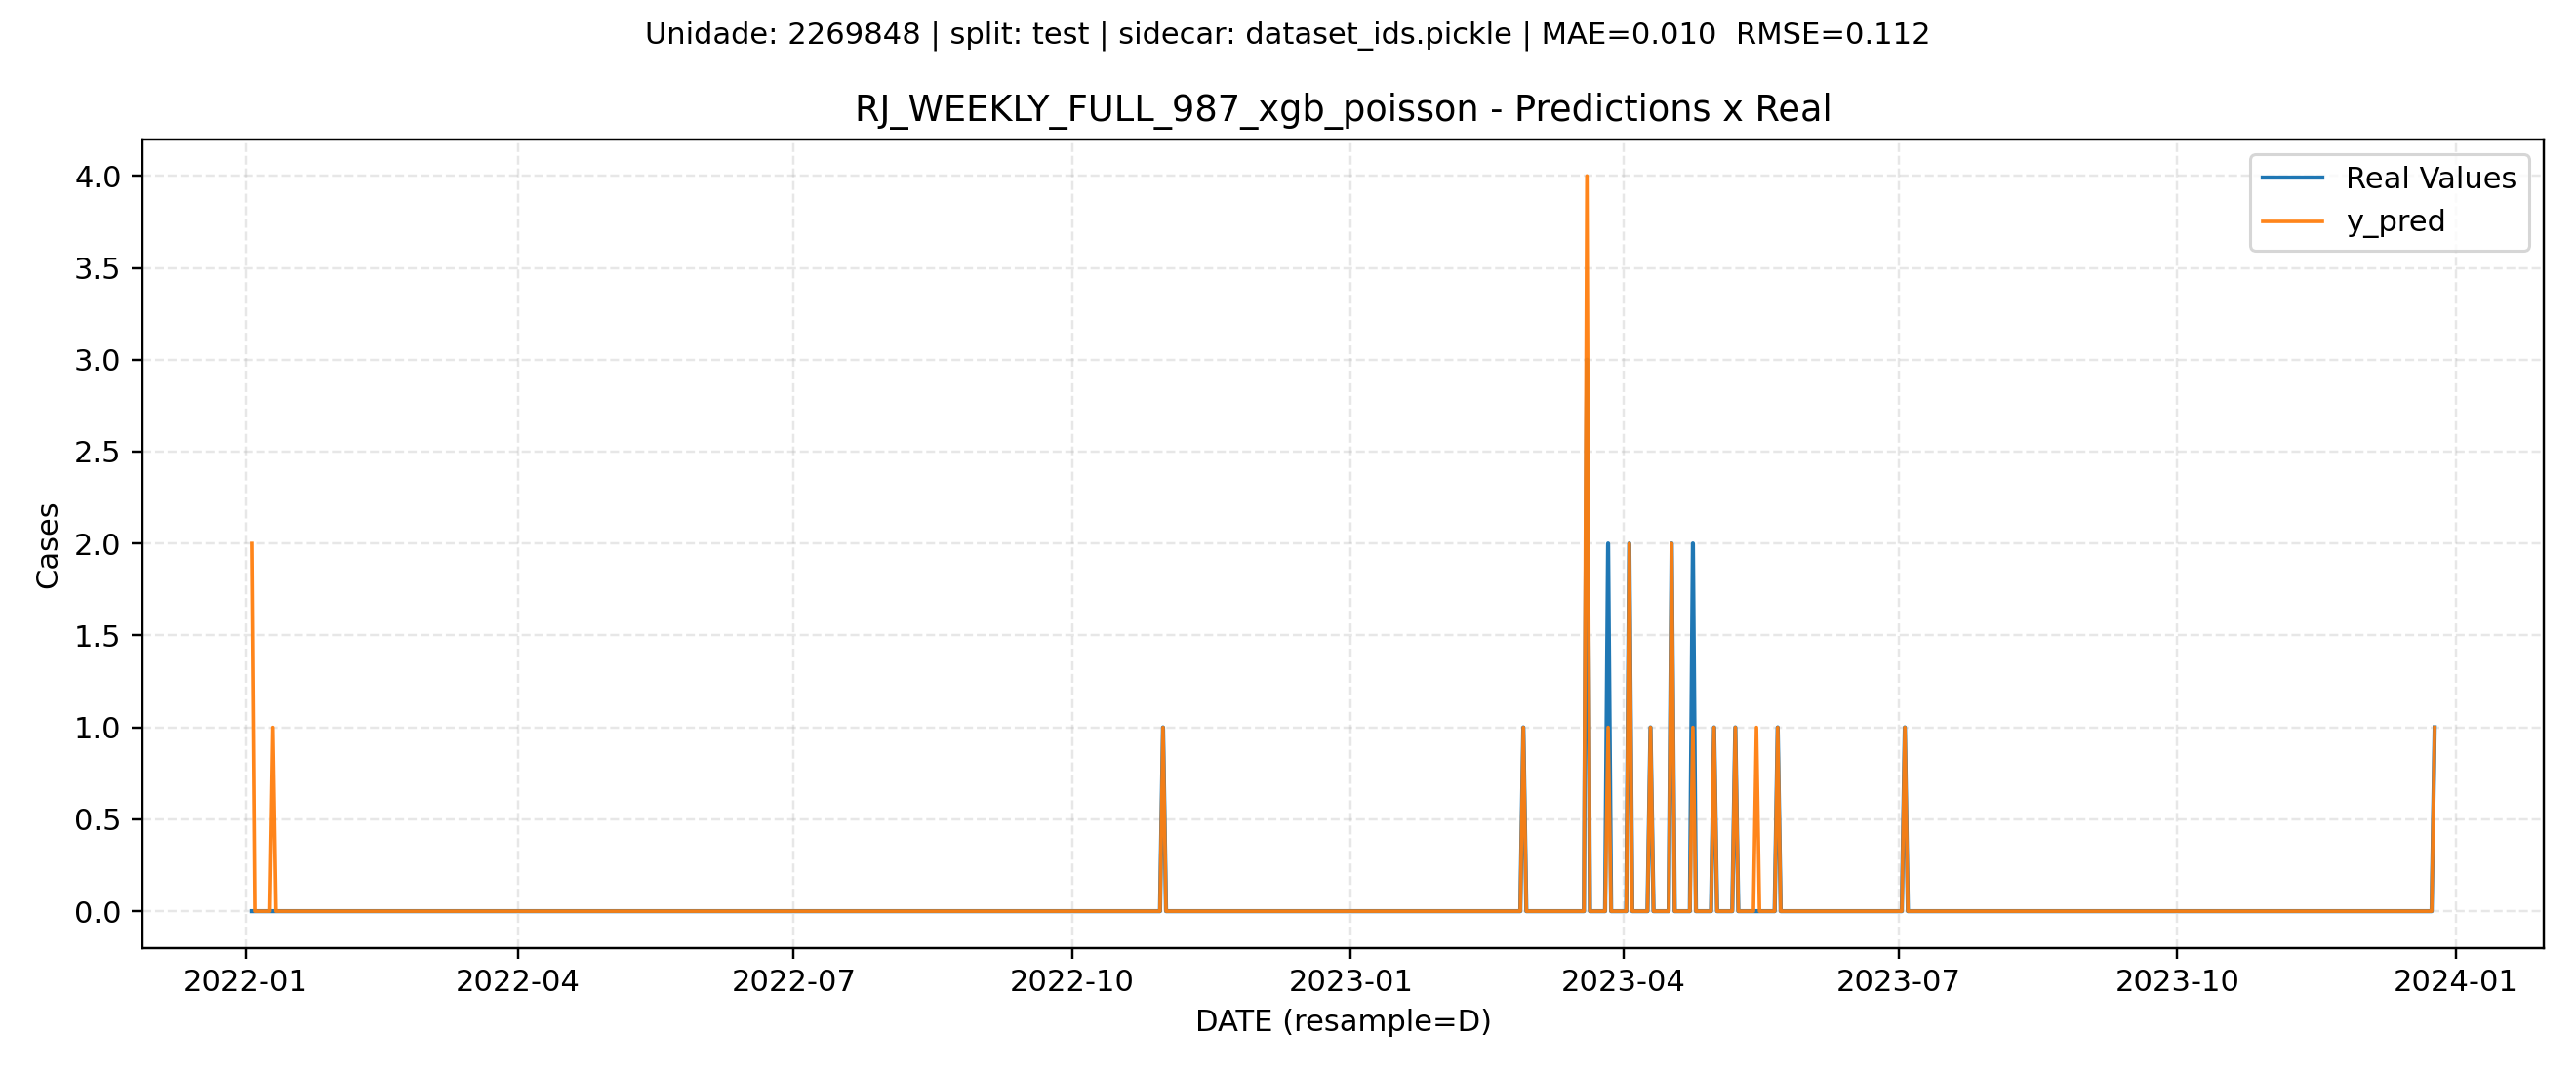 Unidade: 2269848 | split: test | sidecar: dataset_ids.pickle | MAE=0.010  RMSE=0.112
RJ_WEEKLY_FULL_987_xgb_poisson - Predictions x Real
Real Values
y_pred
4.0
3.5
3.0
2.5
2.0
1.5
1.0
0.5
0.0
Cases
2022-01 2022-04 2022-07 2022-10 2023-01 2023-04 2023-07 2023-10 2024-01
DATE (resample=D)